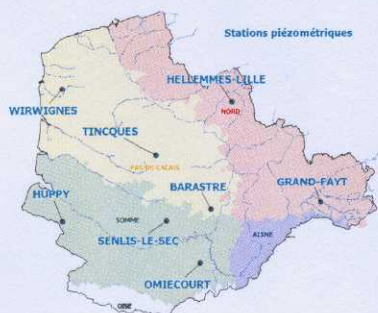 Stations piézométriques
HELLEMMES-LILLE
NORD
WIRWIGNES
TINCQUES
PAS-DE-CALAIS
BARASTRE
GRAND-FAYT
HUPPY
SOMME
SENLIS-LE-SEC
AISNE
OMIECOURT
OISE